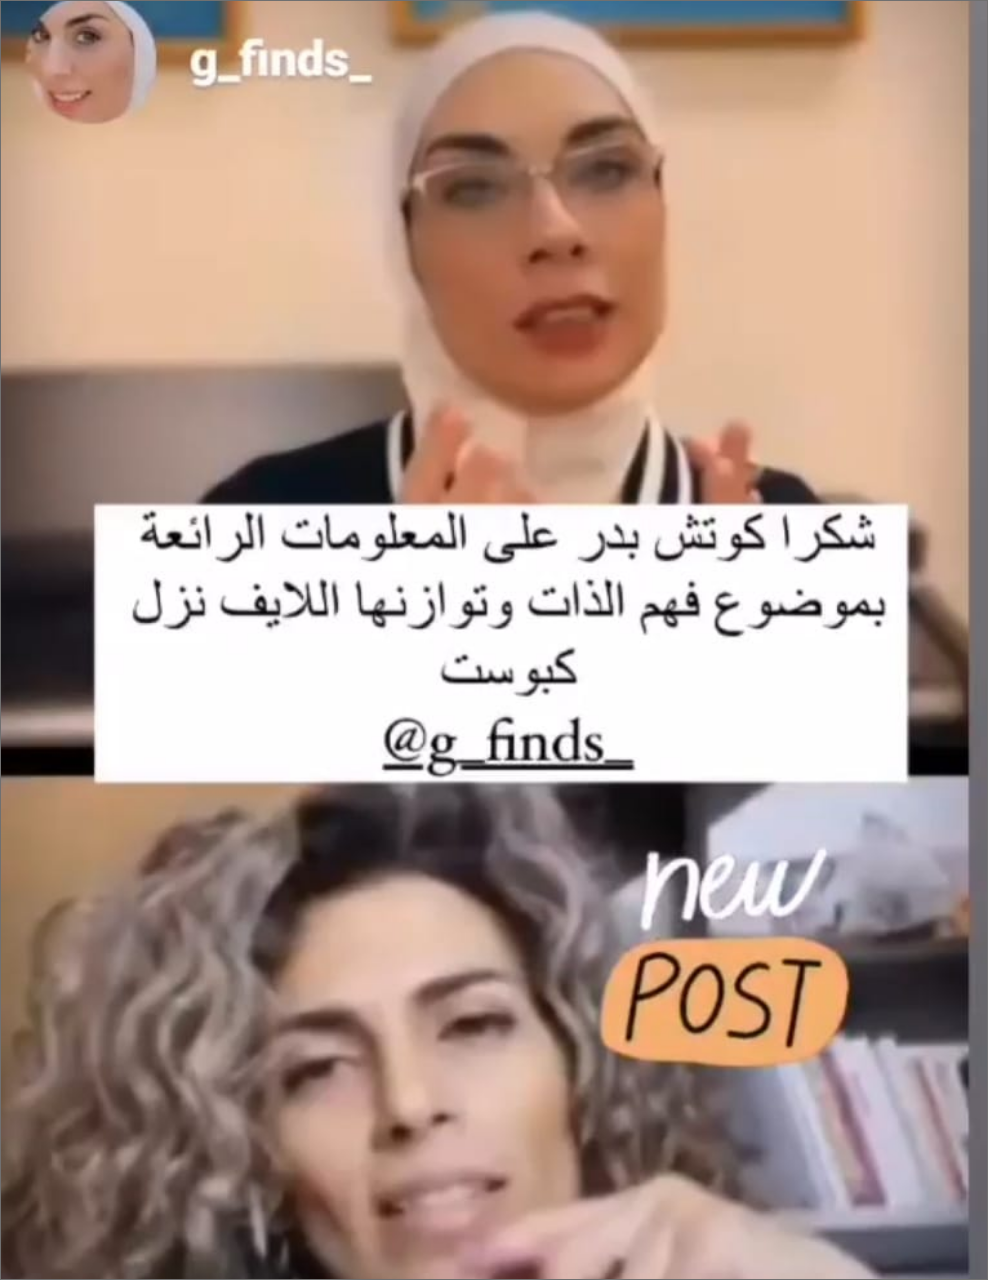 g_finds_
شكرا كوتش بدر على المعلومات الرائعة
بموضوع فهم الذات وتوازنها اللايف نزل
كبوست
@g_finds_
new
POST